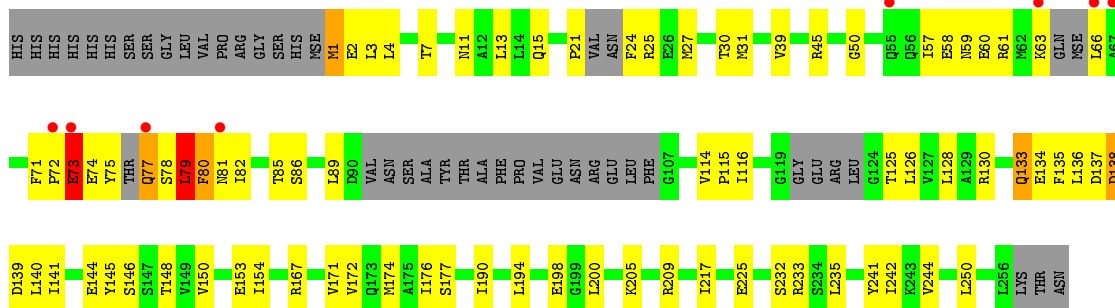 HIS HIS HIS HIS HIS HIS SER SER GLY LEU VAL PRO ARG GLY SER HIS MSE M1 E2 L3 L4 T7 N11 A12 L13 L14 Q15 P21 VAL ASN F24 R25 E26 M27 T30 M31 V39 R45 G50 Q55 Q56 I57 E58 N59 E60 R61 M62 K63 GLN MSE L66 A67
F71 P72 E73 E74 Y75 THR Q77 S78 L79 F80 N81 I82 T85 S86 L89 D90 VAL ASN SER ALA TYR THR ALA PHE PRO VAL GLU ASN ARG GLU LEU PHE G107 V114 P115 I116 G119 GLY GLU ARG LEU G124 T125 L126 V127 L128 A129 R130 Q133 E134 F135 L136 D137 D138
D139 L140 I141 E144 Y145 S146 S147 T148 V149 V150 E153 I154 R167 V171 V172 Q173 M174 A175 I176 S177 I190 L194 E198 G199 L200 K205 R209 I217 E225 S232 R233 S234 L235 Y241 I242 K243 V244 L250 L256 LYS THR ASN